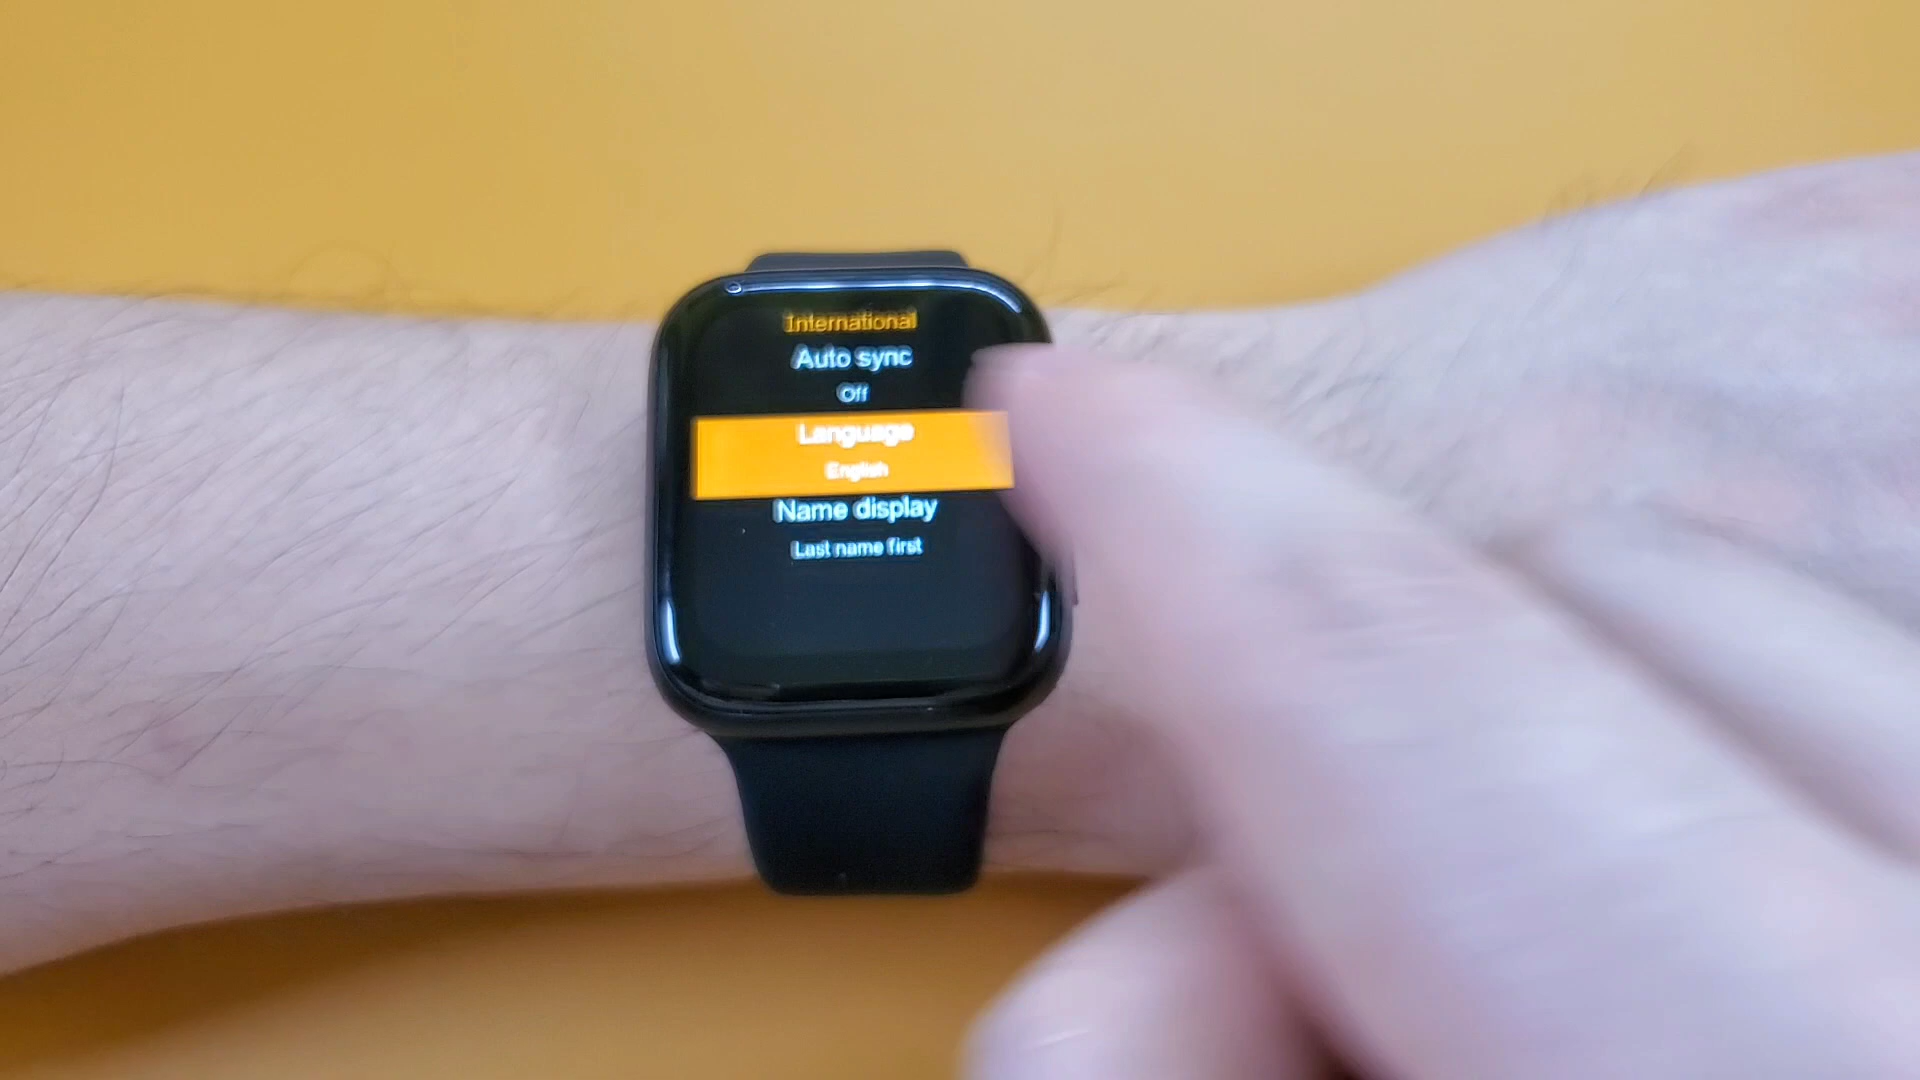 International
Auto sync
Off
Language
English
Name display
Last name first